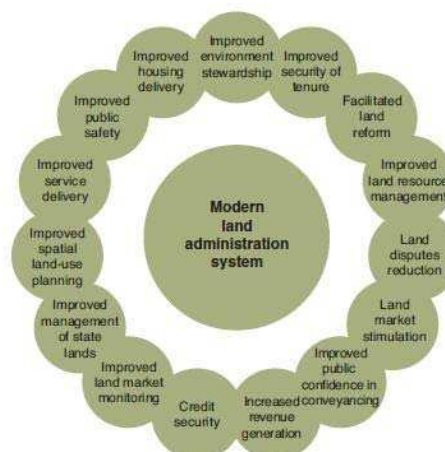 Improved
environment
stewardship
Improved
security of
tenure
Facilitated
land
reform
Improved
land resource
management
Land
disputes
reduction
Land
market
stimulation
Improved
public
confidence in
conveyancing
Increased
revenue
generation
Credit
security
Improved
land market
monitoring
Improved
management
of state
lands
Improved
spatial
land-use
planning
Improved
service
delivery
Improved
public
safety
Improved
housing
delivery
Modern
land
administration
system